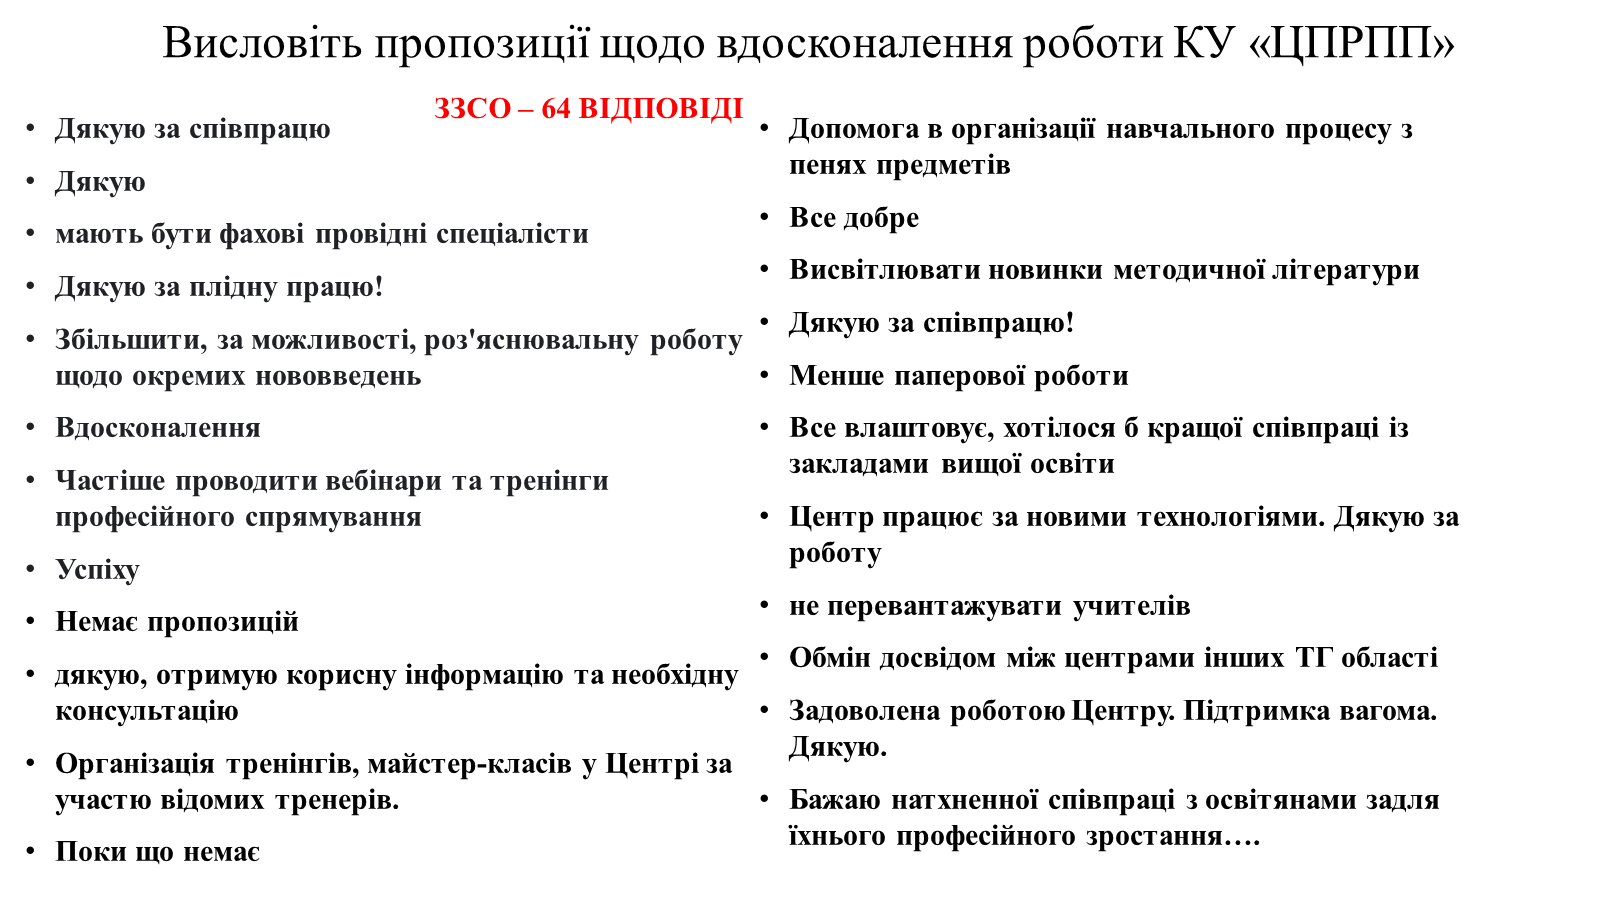 Висловіть пропозиції щодо вдосконалення роботи КУ «ЦПРПП»
ЗЗСО – 64 ВІДПОВІДІ
• Дякую за співпрацю
• Дякую
• мають бути фахові провідні спеціалісти
• Дякую за плідну працю!
• Збільшити, за можливості, роз'яснювальну роботу
щодо окремих нововведень
• Вдосконалення
• Частіше проводити вебінари та тренінги
професійного спрямування
• Успіху
• Немає пропозицій
• дякую, отримую корисну інформацію та необхідну
консультацію
• Організація тренінгів, майстер-класів у Центрі за
участю відомих тренерів.
• Поки що немає
• Допомога в організації навчального процесу з
пенях предметів
• Все добре
• Висвітлювати новинки методичної літератури
• Дякую за співпрацю!
• Менше паперової роботи
• Все влаштовує, хотілося б кращої співпраці із
закладами вищої освіти
• Центр працює за новими технологіями. Дякую за
роботу
• не перевантажувати учителів
• Обмін досвідом між центрами інших ТГ області
• Задоволена роботою Центру. Підтримка вагома.
Дякую.
• Бажаю натхненної співпраці з освітянами задля
їхнього професійного зростання….